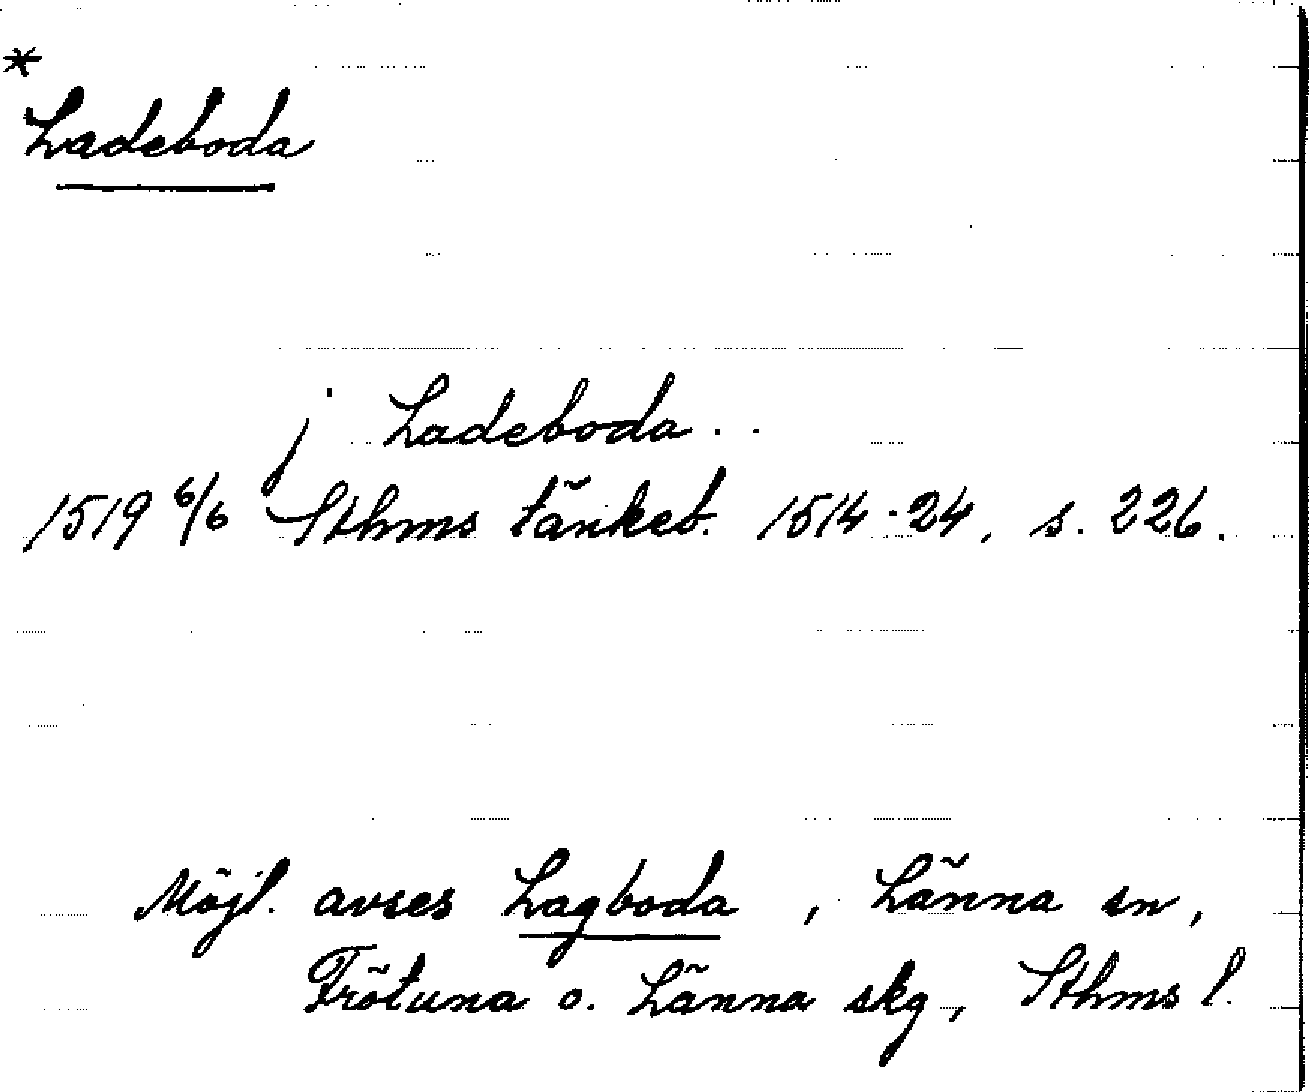 *
Ladeboda
j Ladeboda..
1519 6/6 Sthms tänkeb. 1514-24, s. 226.
Möjl. avses Lagboda, Länna sn,
Frötuna o. Länna skg, Sthms l.